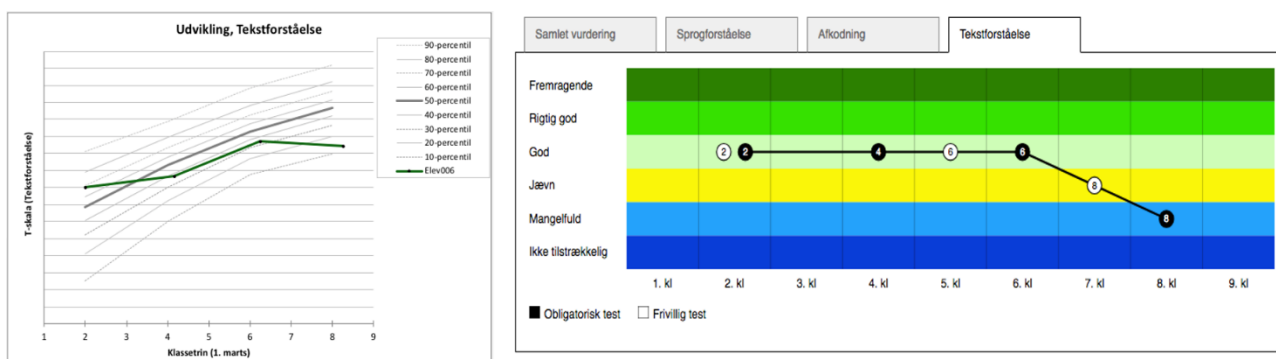 Udvikling, Tekstforståelse
90-percentil
80-percentil
70-percentil
60-percentil
50-percentil
40-percentil
30-percentil
20-percentil
10-percentil
Elev006
T-skala (Tekstforståelse)
1 2 3 4 5 6 7 8 9
Klassetrin (1. marts)
Samlet vurdering Sprogforståelse Afkodning Tekstforståelse
Fremragende
Rigtig god
God 2 2 4 6 6
Jævn 8
Mangelfuld 8
Ikke tilstrækkelig
1. kl 2. kl 3. kl 4. kl 5. kl 6. kl 7. kl 8. kl 9. kl
Obligatorisk test Frivillig test